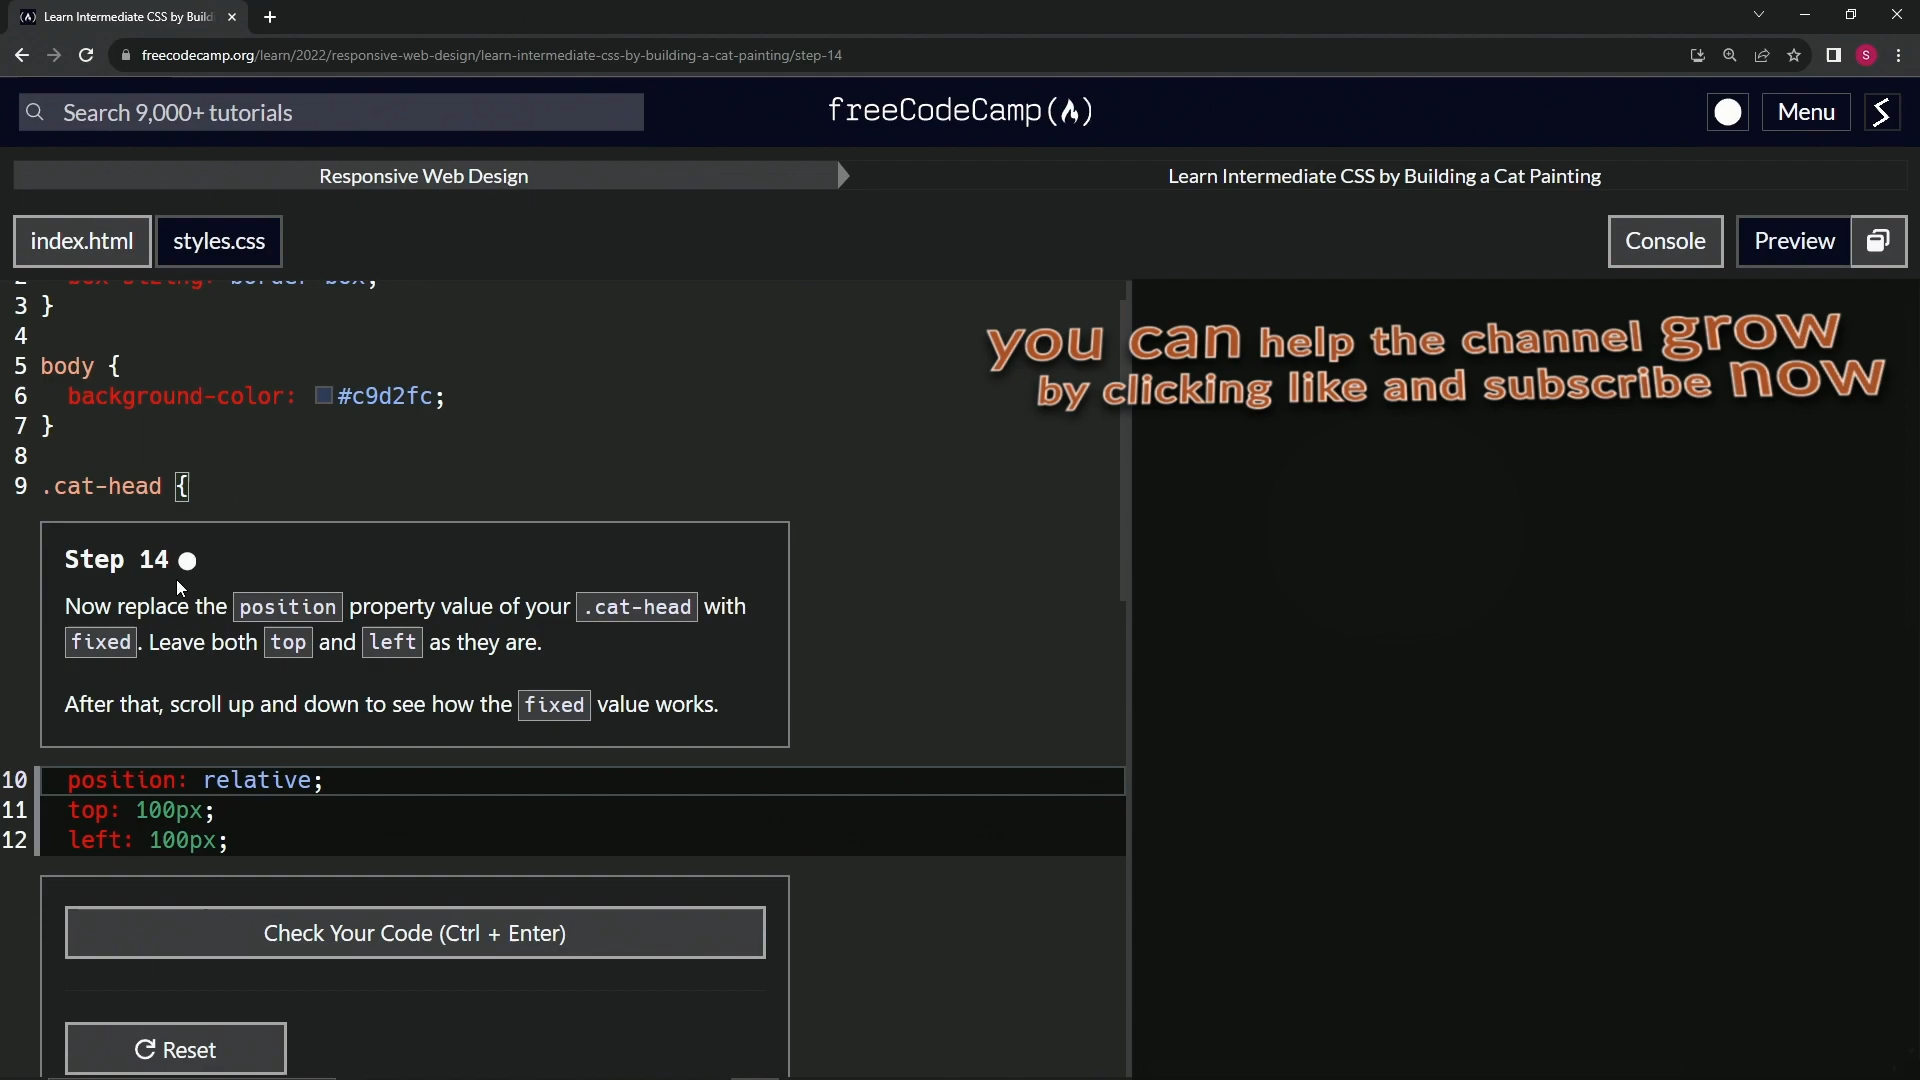 Learn Intermediate CSS by Build
freecodecamp.org/learn/2022/responsive-web-design/learn-intermediate-css-by-building-a-cat-painting/step-14
S
Search 9,000+ tutorials
freeCodeCamp
Menu
Responsive Web Design
Learn Intermediate CSS by Building a Cat Painting
index.html
styles.css
Console
Preview
2 box-sizing: border-box;
3 }
4
5 body {
6 background-color: #c9d2fc;
7 }
8
9 .cat-head {
you can help the channel grow
by clicking like and subscribe now
Step 14
Now replace the position property value of your .cat-head with
fixed. Leave both top and left as they are.
After that, scroll up and down to see how the fixed value works.
10 position: relative;
11 top: 100px;
12 left: 100px;
Check Your Code (Ctrl + Enter)
Reset